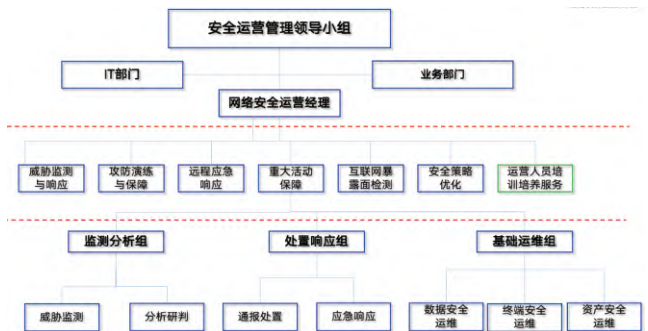 安全运营管理领导小组
IT部门
业务部门
网络安全运营经理
威胁监测
与响应
攻防演练
与保障
远程应急
响应
重大活动
保障
互联网暴
露面检测
安全策略
优化
运营人员培
训培养服务
监测分析组
处置响应组
基础运维组
威胁监测
分析研判
通报处置
应急响应
数据安全
运维
终端安全
运维
资产安全
运维